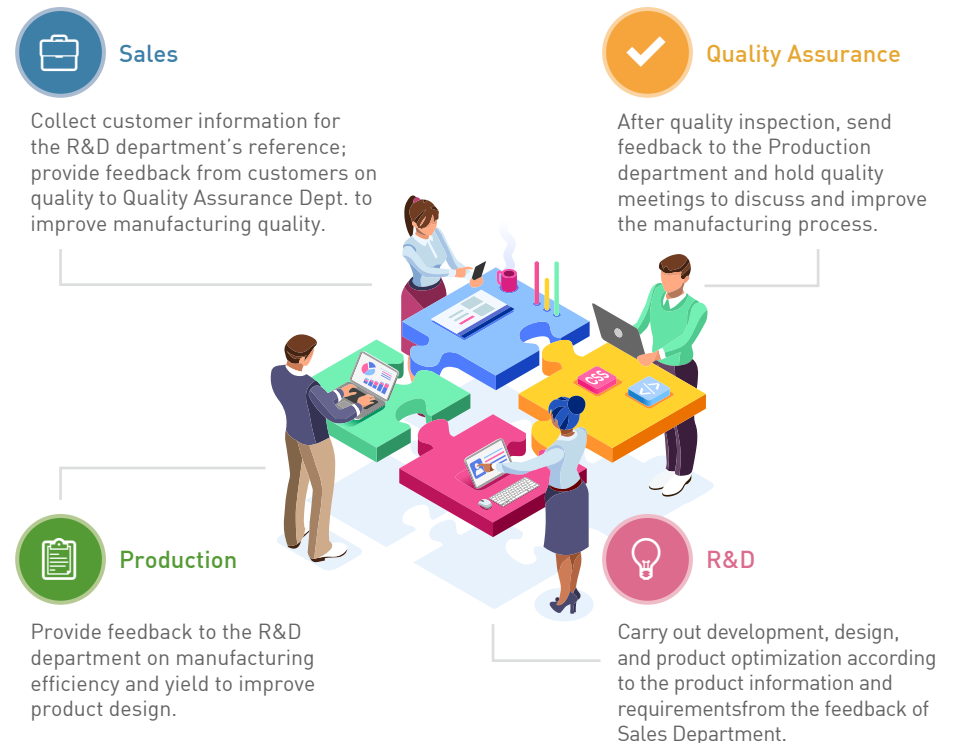 Sales
Collect customer information for
the R&D department's reference;
provide feedback from customers on
quality to Quality Assurance Dept. to
improve manufacturing quality.
Quality Assurance
After quality inspection, send
feedback to the Production
department and hold quality
meetings to discuss and improve
the manufacturing process.
CSS
</>
Production
Provide feedback to the R&D
department on manufacturing
efficiency and yield to improve
product design.
R&D
Carry out development, design,
and product optimization according
to the product information and
requirementsfrom the feedback of
Sales Department.